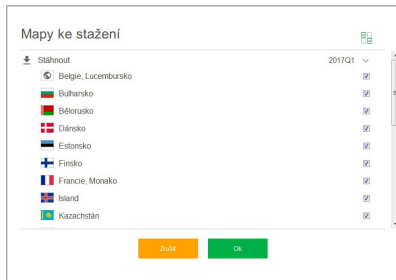 Mapy ke stažení
Stáhnout 2017Q1
Belgie, Lucembursko
Bulharsko
Bělorusko
Dánsko
Estonsko
Finsko
Francie, Monako
Island
Kazachstán
Zrušit Ok